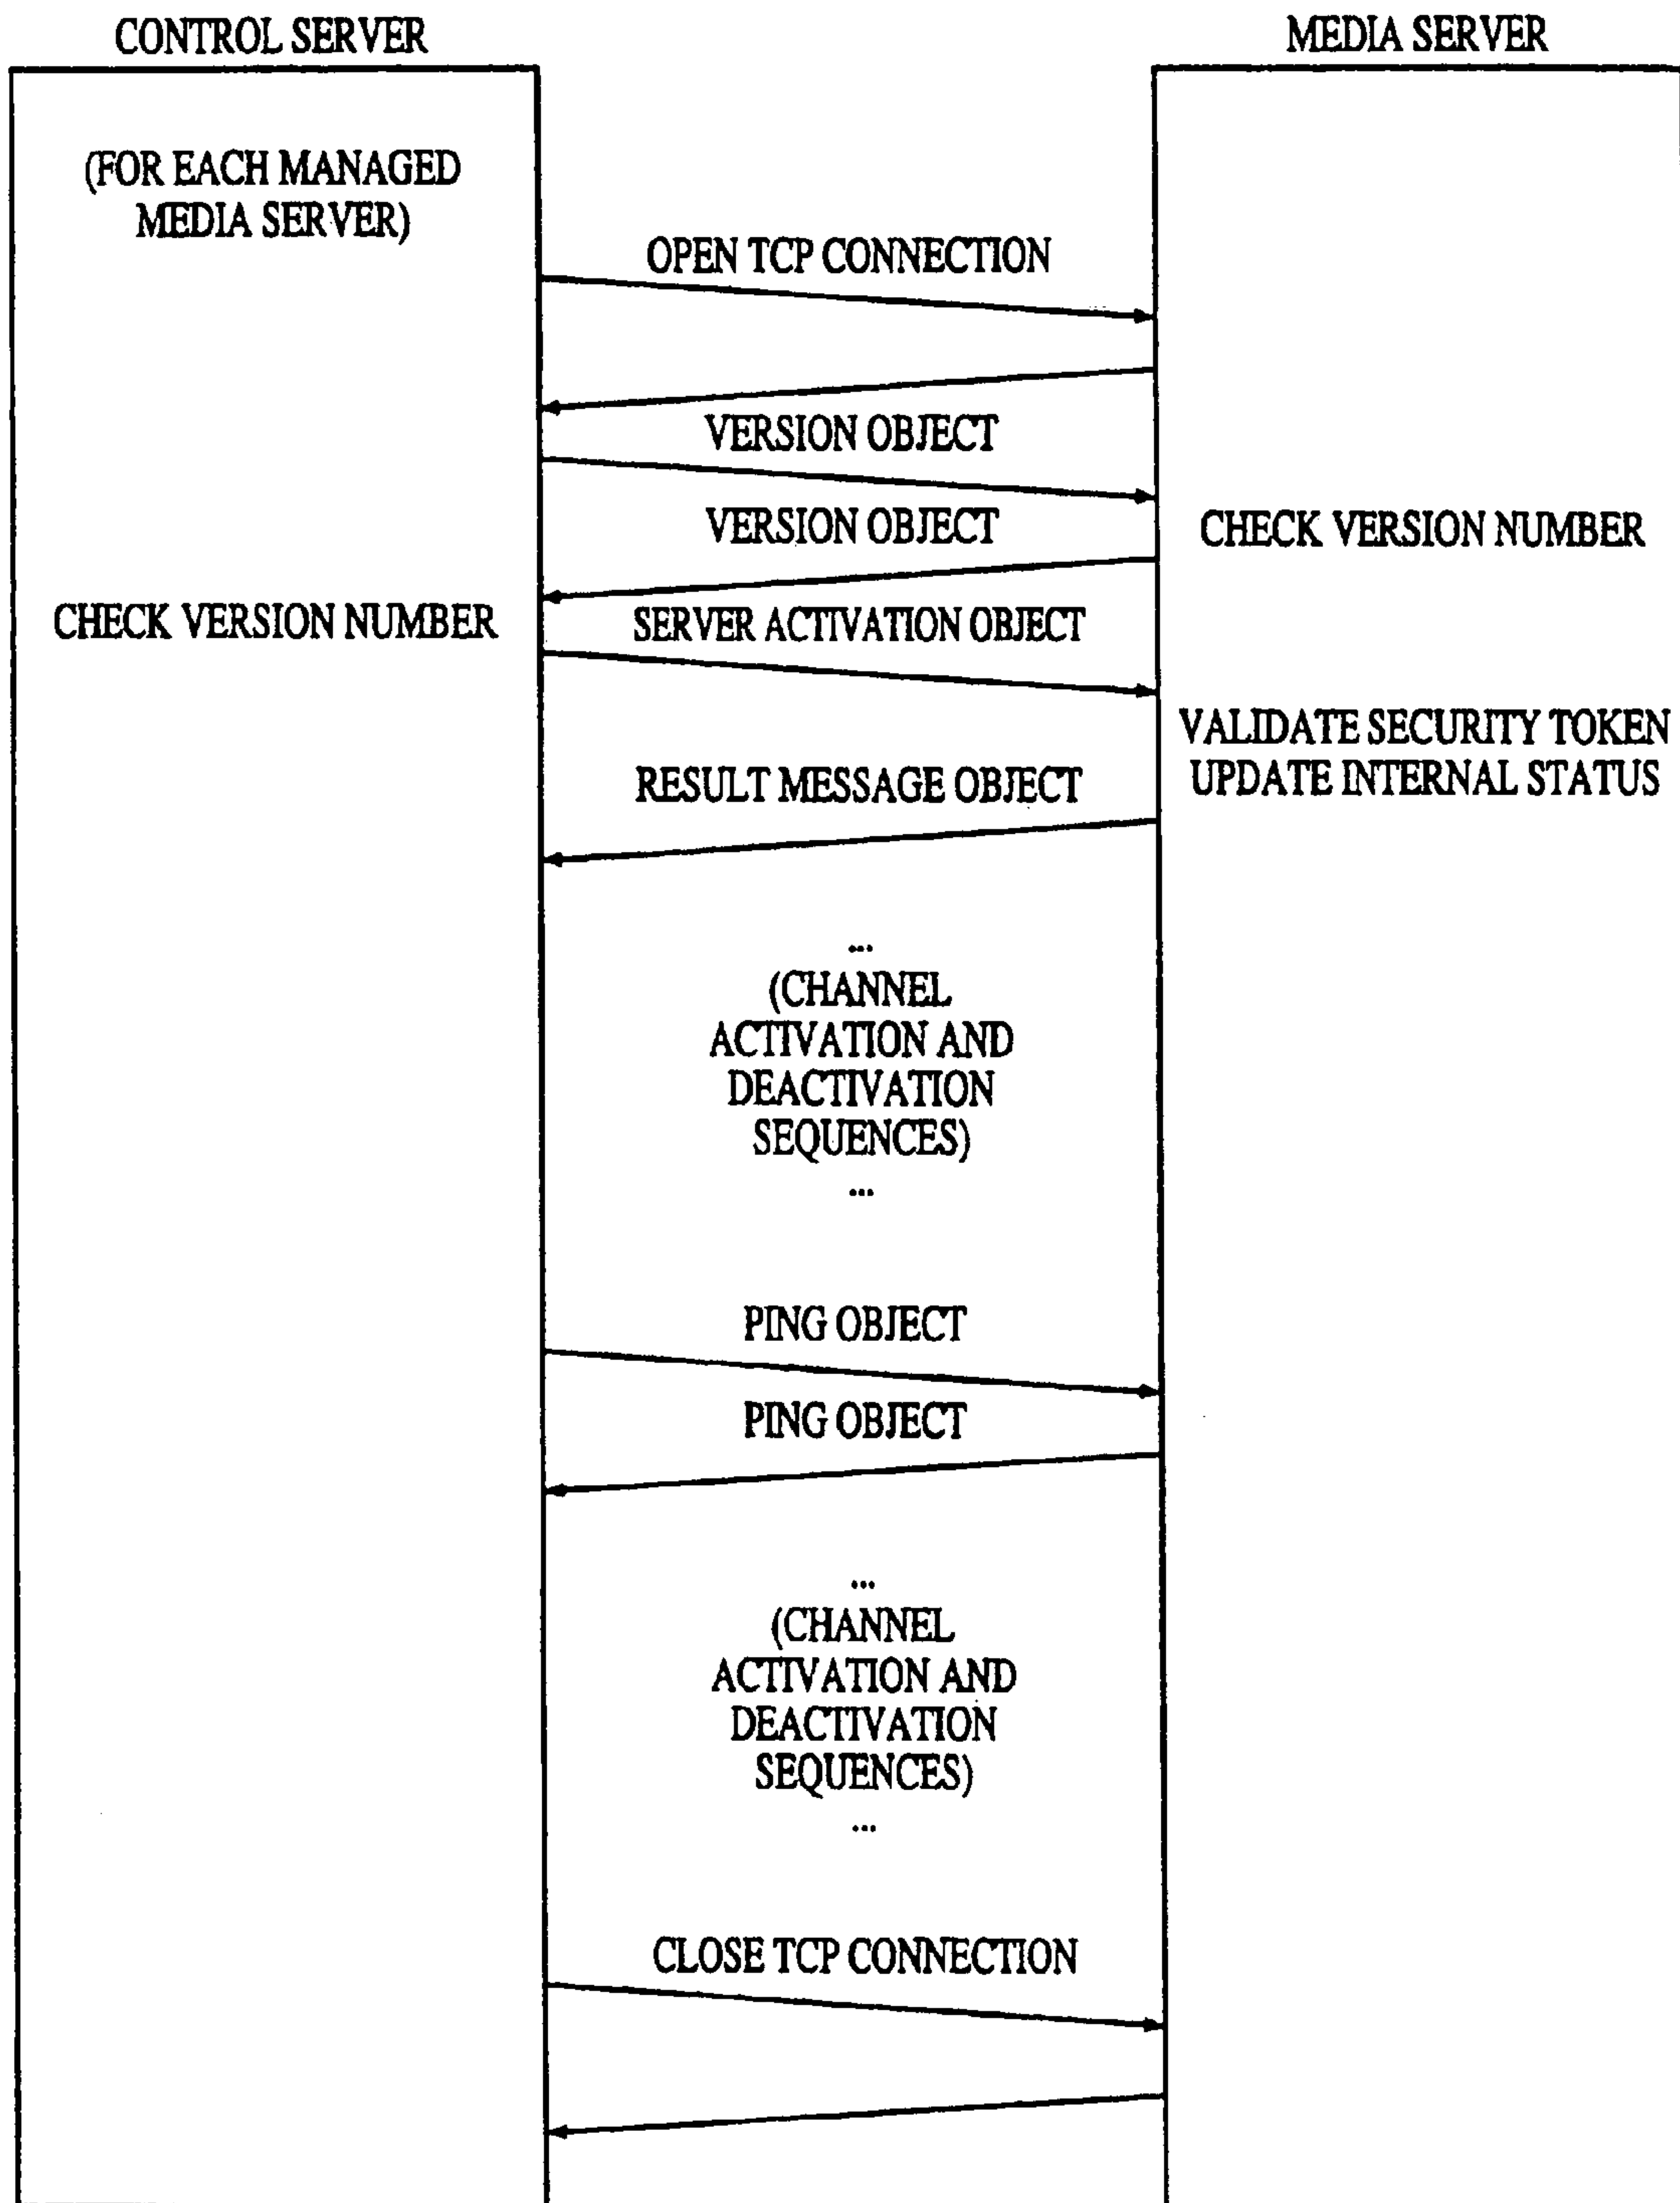 CONTROL SERVER
MEDIA SERVER
(FOR EACH MANAGED
MEDIA SERVER)
OPEN TCP CONNECTION
VERSION OBJECT
VERSION OBJECT
CHECK VERSION NUMBER
CHECK VERSION NUMBER
SERVER ACTIVATION OBJECT
VALIDATE SECURITY TOKEN
UPDATE INTERNAL STATUS
RESULT MESSAGE OBJECT
...
(CHANNEL
ACTIVATION AND
DEACTIVATION
SEQUENCES)
...
PING OBJECT
PING OBJECT
...
(CHANNEL
ACTIVATION AND
DEACTIVATION
SEQUENCES)
...
CLOSE TCP CONNECTION